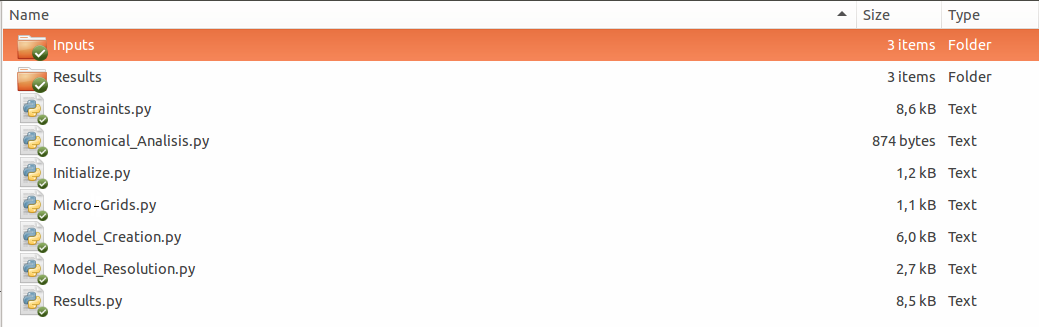 Name Size Type
Inputs 3 items Folder
Results 3 items Folder
Constraints.py 8,6 kB Text
Economical_Analisis.py 874 bytes Text
Initialize.py 1,2 kB Text
Micro-Grids.py 1,1 kB Text
Model_Creation.py 6,0 kB Text
Model_Resolution.py 2,7 kB Text
Results.py 8,5 kB Text